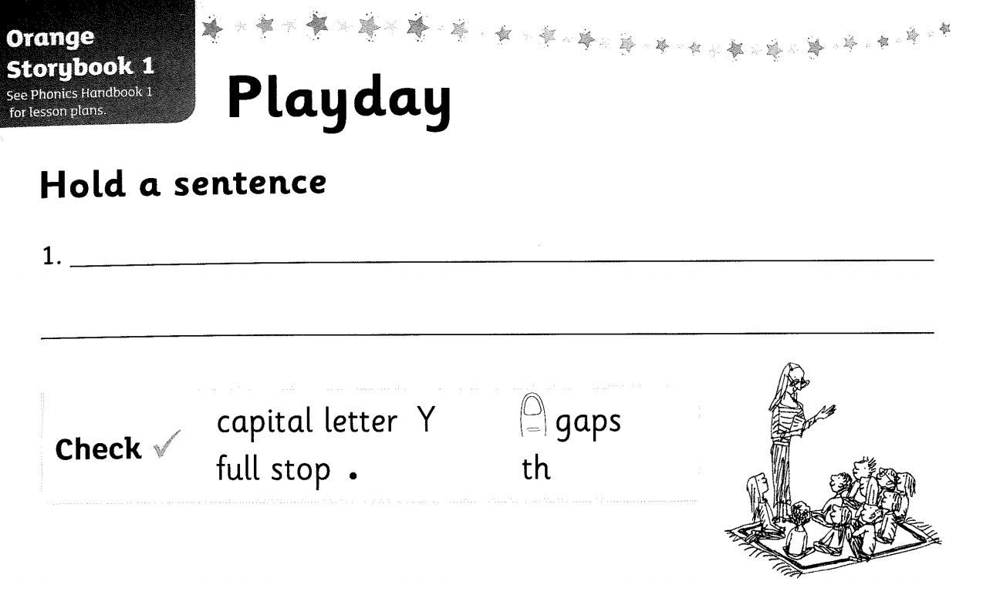 Orange
Storybook 1
See Phonics Handbook 1
for lesson plans.
Playday
Hold a sentence
1.
Check ✓
capital letter Y
full stop .
gaps
th